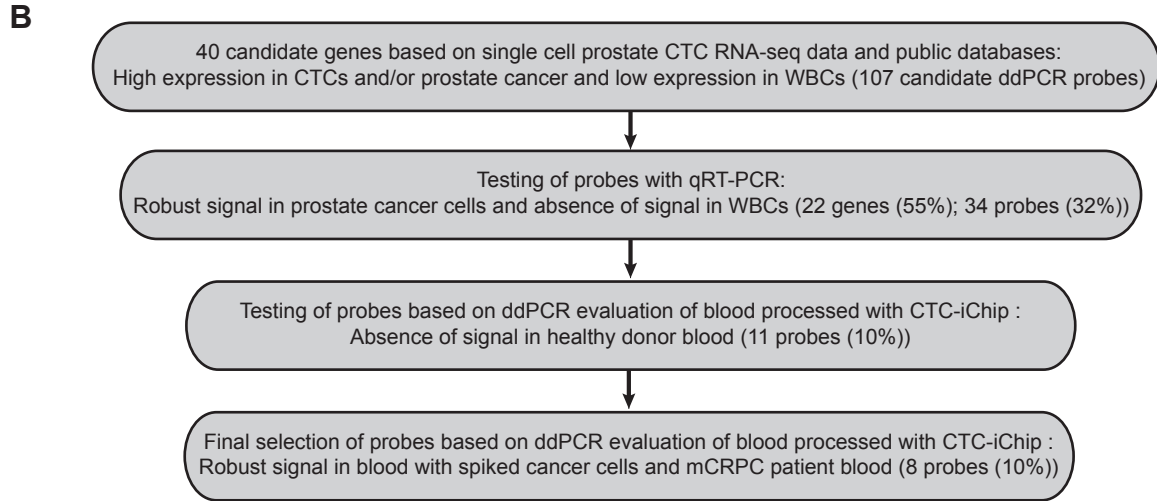 B
40 candidate genes based on single cell prostate CTC RNA-seq data and public databases:
High expression in CTCs and/or prostate cancer and low expression in WBCs (107 candidate ddPCR probes)
Testing of probes with qRT-PCR:
Robust signal in prostate cancer cells and absence of signal in WBCs (22 genes (55%); 34 probes (32%))
Testing of probes based on ddPCR evaluation of blood processed with CTC-iChip :
Absence of signal in healthy donor blood (11 probes (10%))
Final selection of probes based on ddPCR evaluation of blood processed with CTC-iChip :
Robust signal in blood with spiked cancer cells and mCRPC patient blood (8 probes (10%))